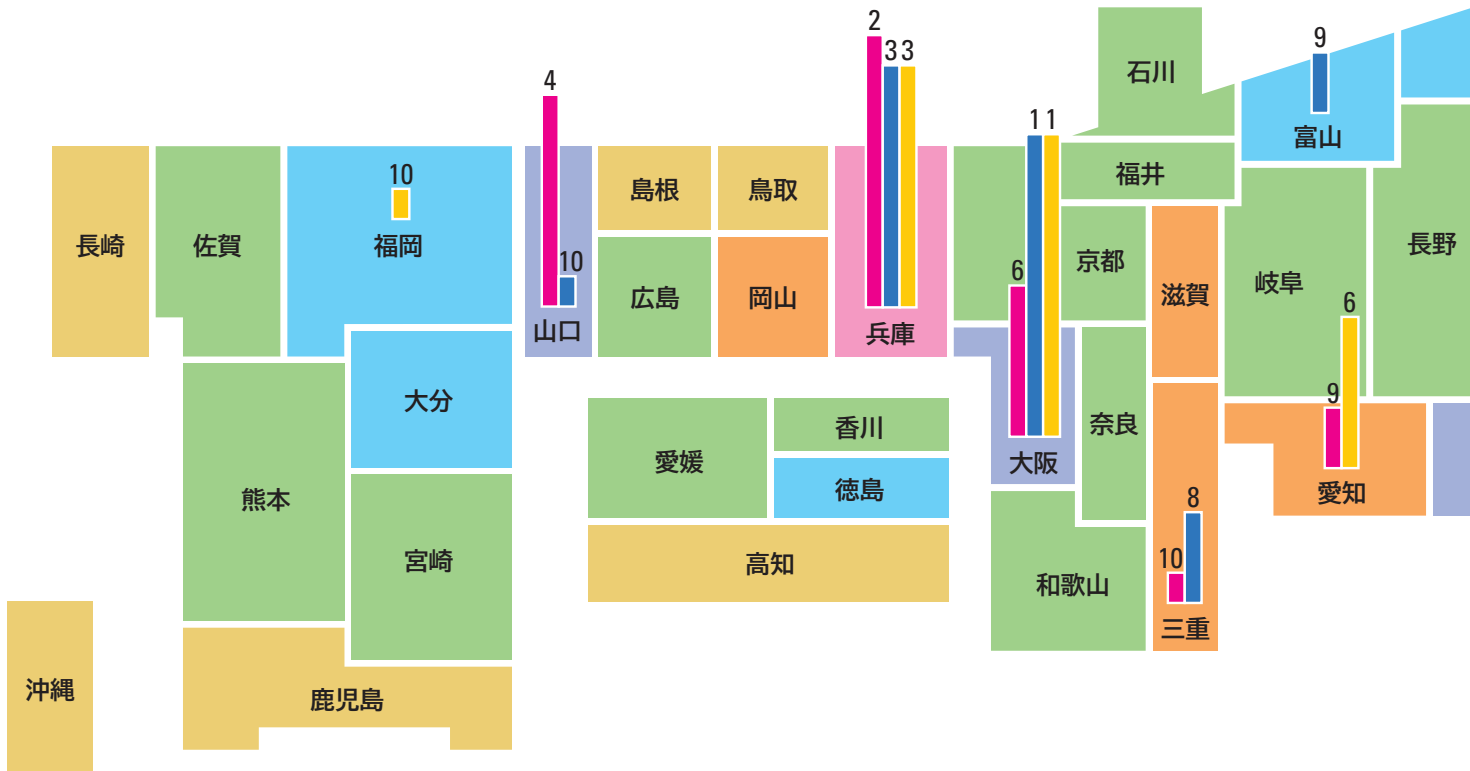 2
3 3
9
石川
4
1 1
富山
福井
10
島根
鳥取
長崎
佐賀
福岡
京都
長野
10
広島
岡山
6
滋賀
岐阜
山口
兵庫
6
大分
香川
9
奈良
愛媛
大阪
徳島
愛知
熊本
8
宮崎
高知
10
和歌山
三重
沖縄
鹿児島